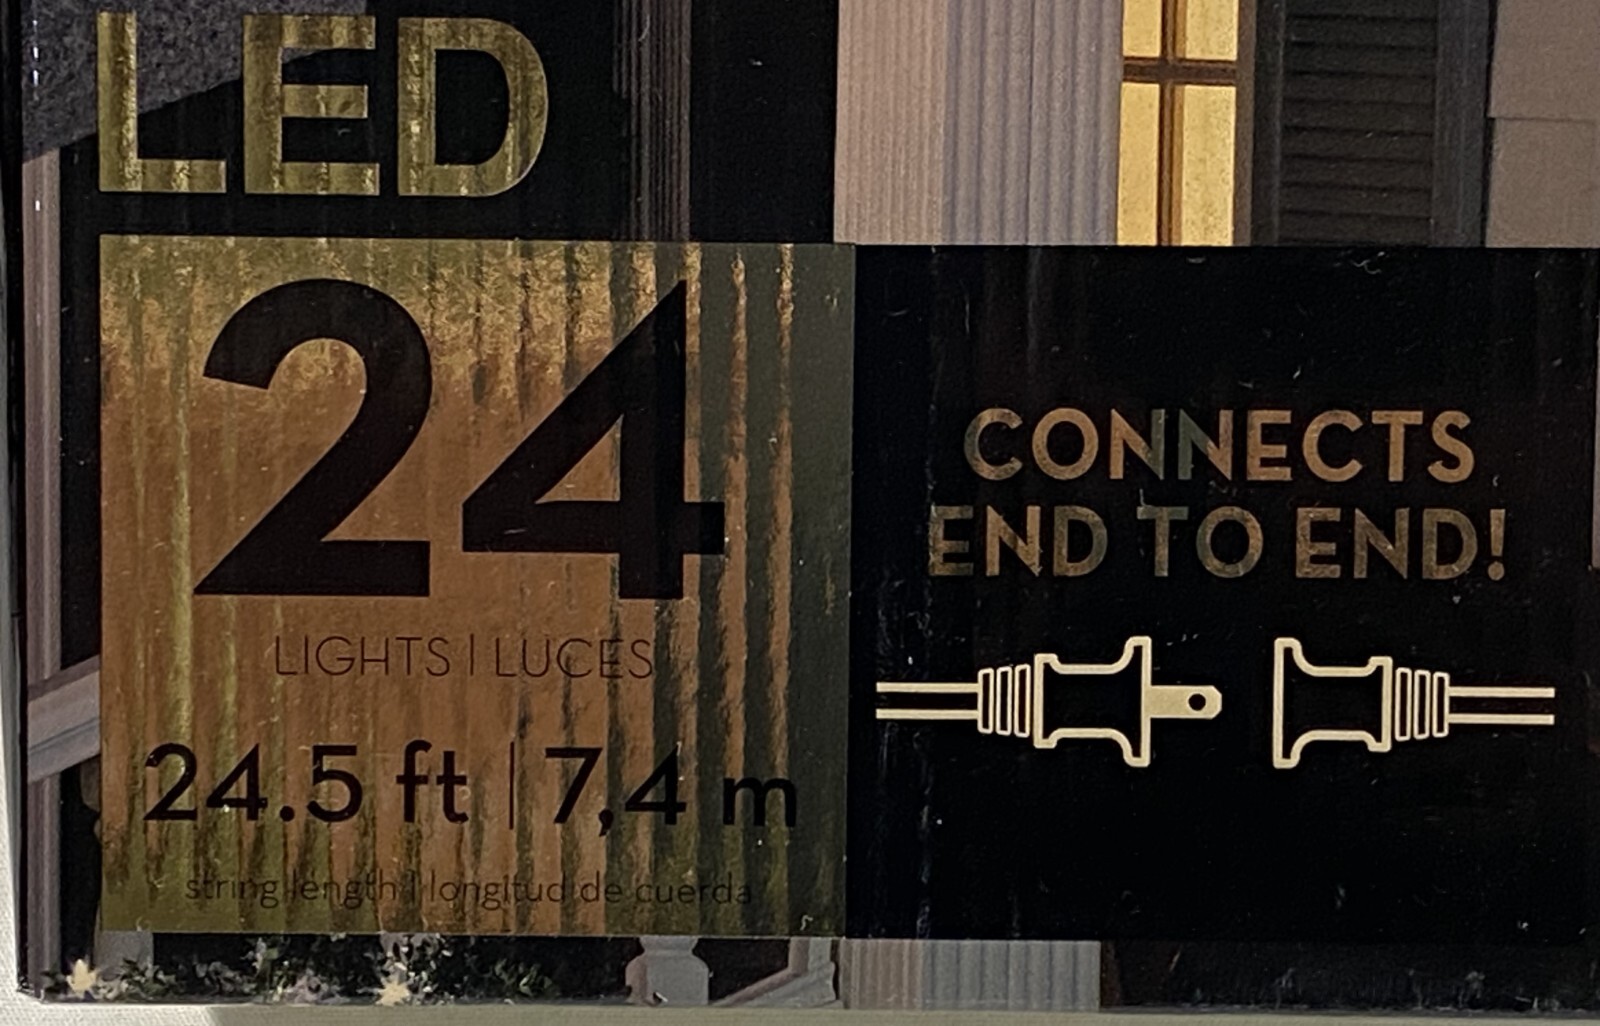 LED
24
LIGHTS | LUCES
24.5 ft | 7,4 m
string length | longitud de cuerda
CONNECTS
END TO END!